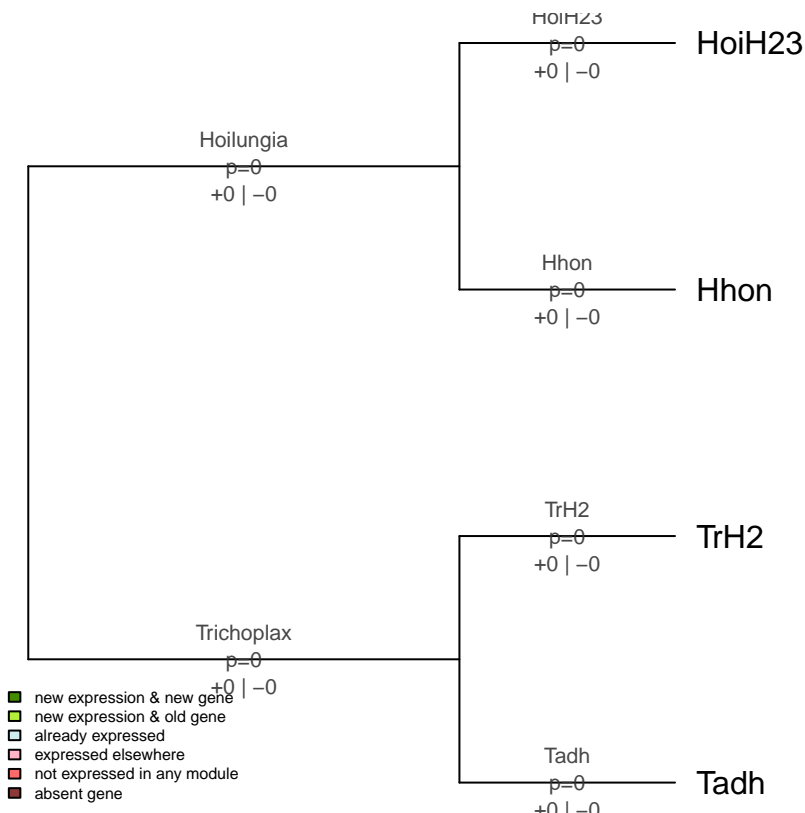 HoiH23
p=0
+0 | −0
HoiH23
Hoilungia
p=0
+0 | −0
Hhon
p=0
+0 | −0
Hhon
TrH2
p=0
+0 | −0
TrH2
Trichoplax
p=0
+0 | −0
new expression & new gene
new expression & old gene
already expressed
expressed elsewhere
not expressed in any module
absent gene
Tadh
p=0
+0 | −0
Tadh